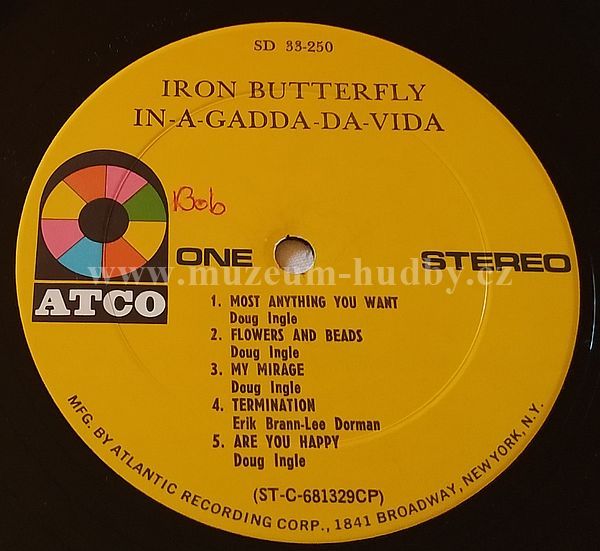 SD 33-250
IRON BUTTERFLY
IN-A-GADDA-DA-VIDA
Bob
ONE
STEREO
www.muzeum-hudby.cz
ATCO
1. MOST ANYTHING YOU WANT
Doug Ingle
2. FLOWERS AND BEADS
Doug Ingle
3. MY MIRAGE
Doug Ingle
4. TERMINATION
Erik Brann-Lee Dorman
5. ARE YOU HAPPY
Doug Ingle
(ST-C-681329CP)
MFG. BY ATLANTIC RECORDING CORP., 1841 BROADWAY, NEW YORK, N.Y.